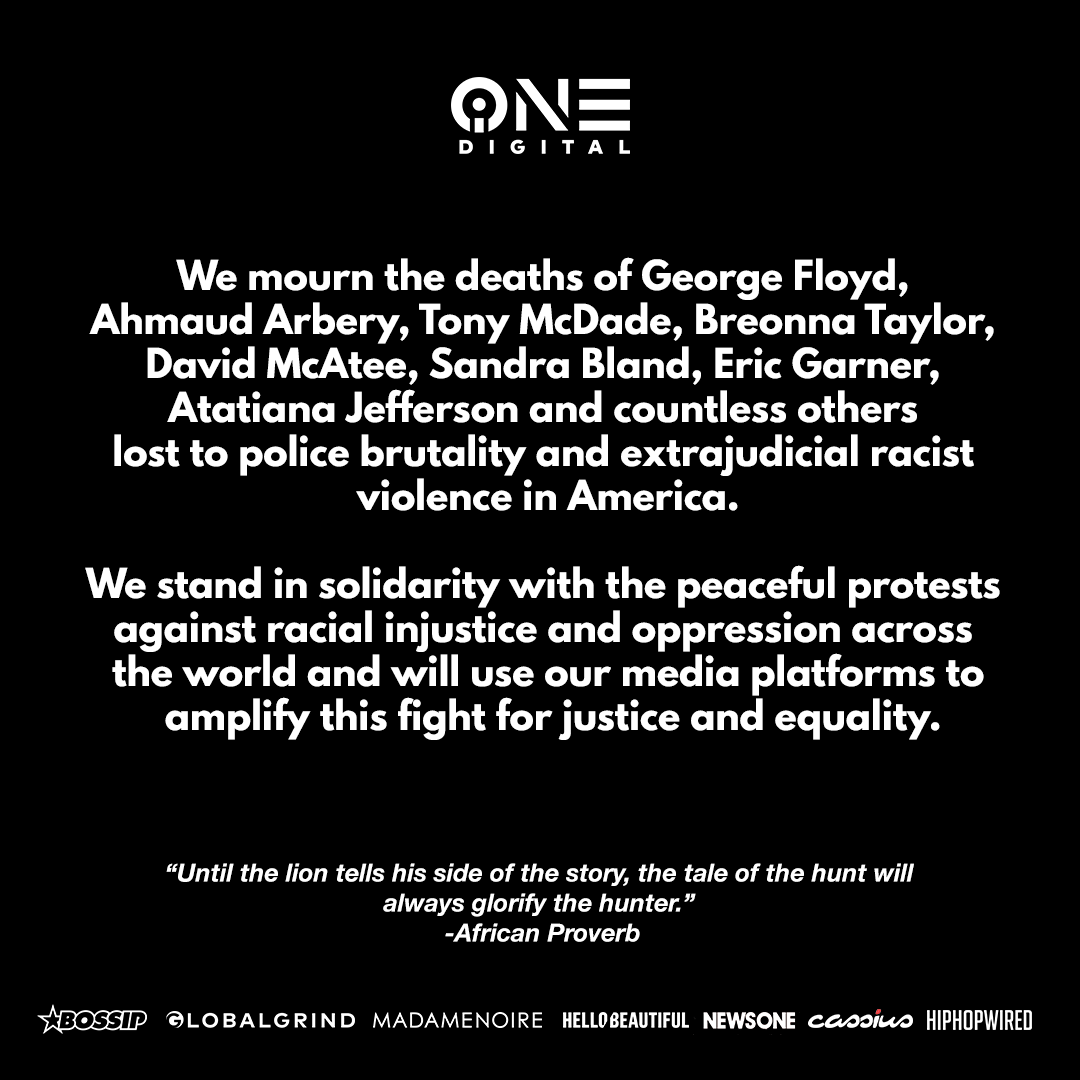 ONE
DIGITAL
We mourn the deaths of George Floyd,
Ahmaud Arbery, Tony McDade, Breonna Taylor,
David McAtee, Sandra Bland, Eric Garner,
Atatiana Jefferson and countless others
lost to police brutality and extrajudicial racist
violence in America.
We stand in solidarity with the peaceful protests
against racial injustice and oppression across
the world and will use our media platforms to
amplify this fight for justice and equality.
“Until the lion tells his side of the story, the tale of the hunt will
always glorify the hunter.”
-African Proverb
BOSSIP GLOBALGRIND MADAMENOIRE HELLOBEAUTIFUL NEWSONE cassius HIPHOPWIRED